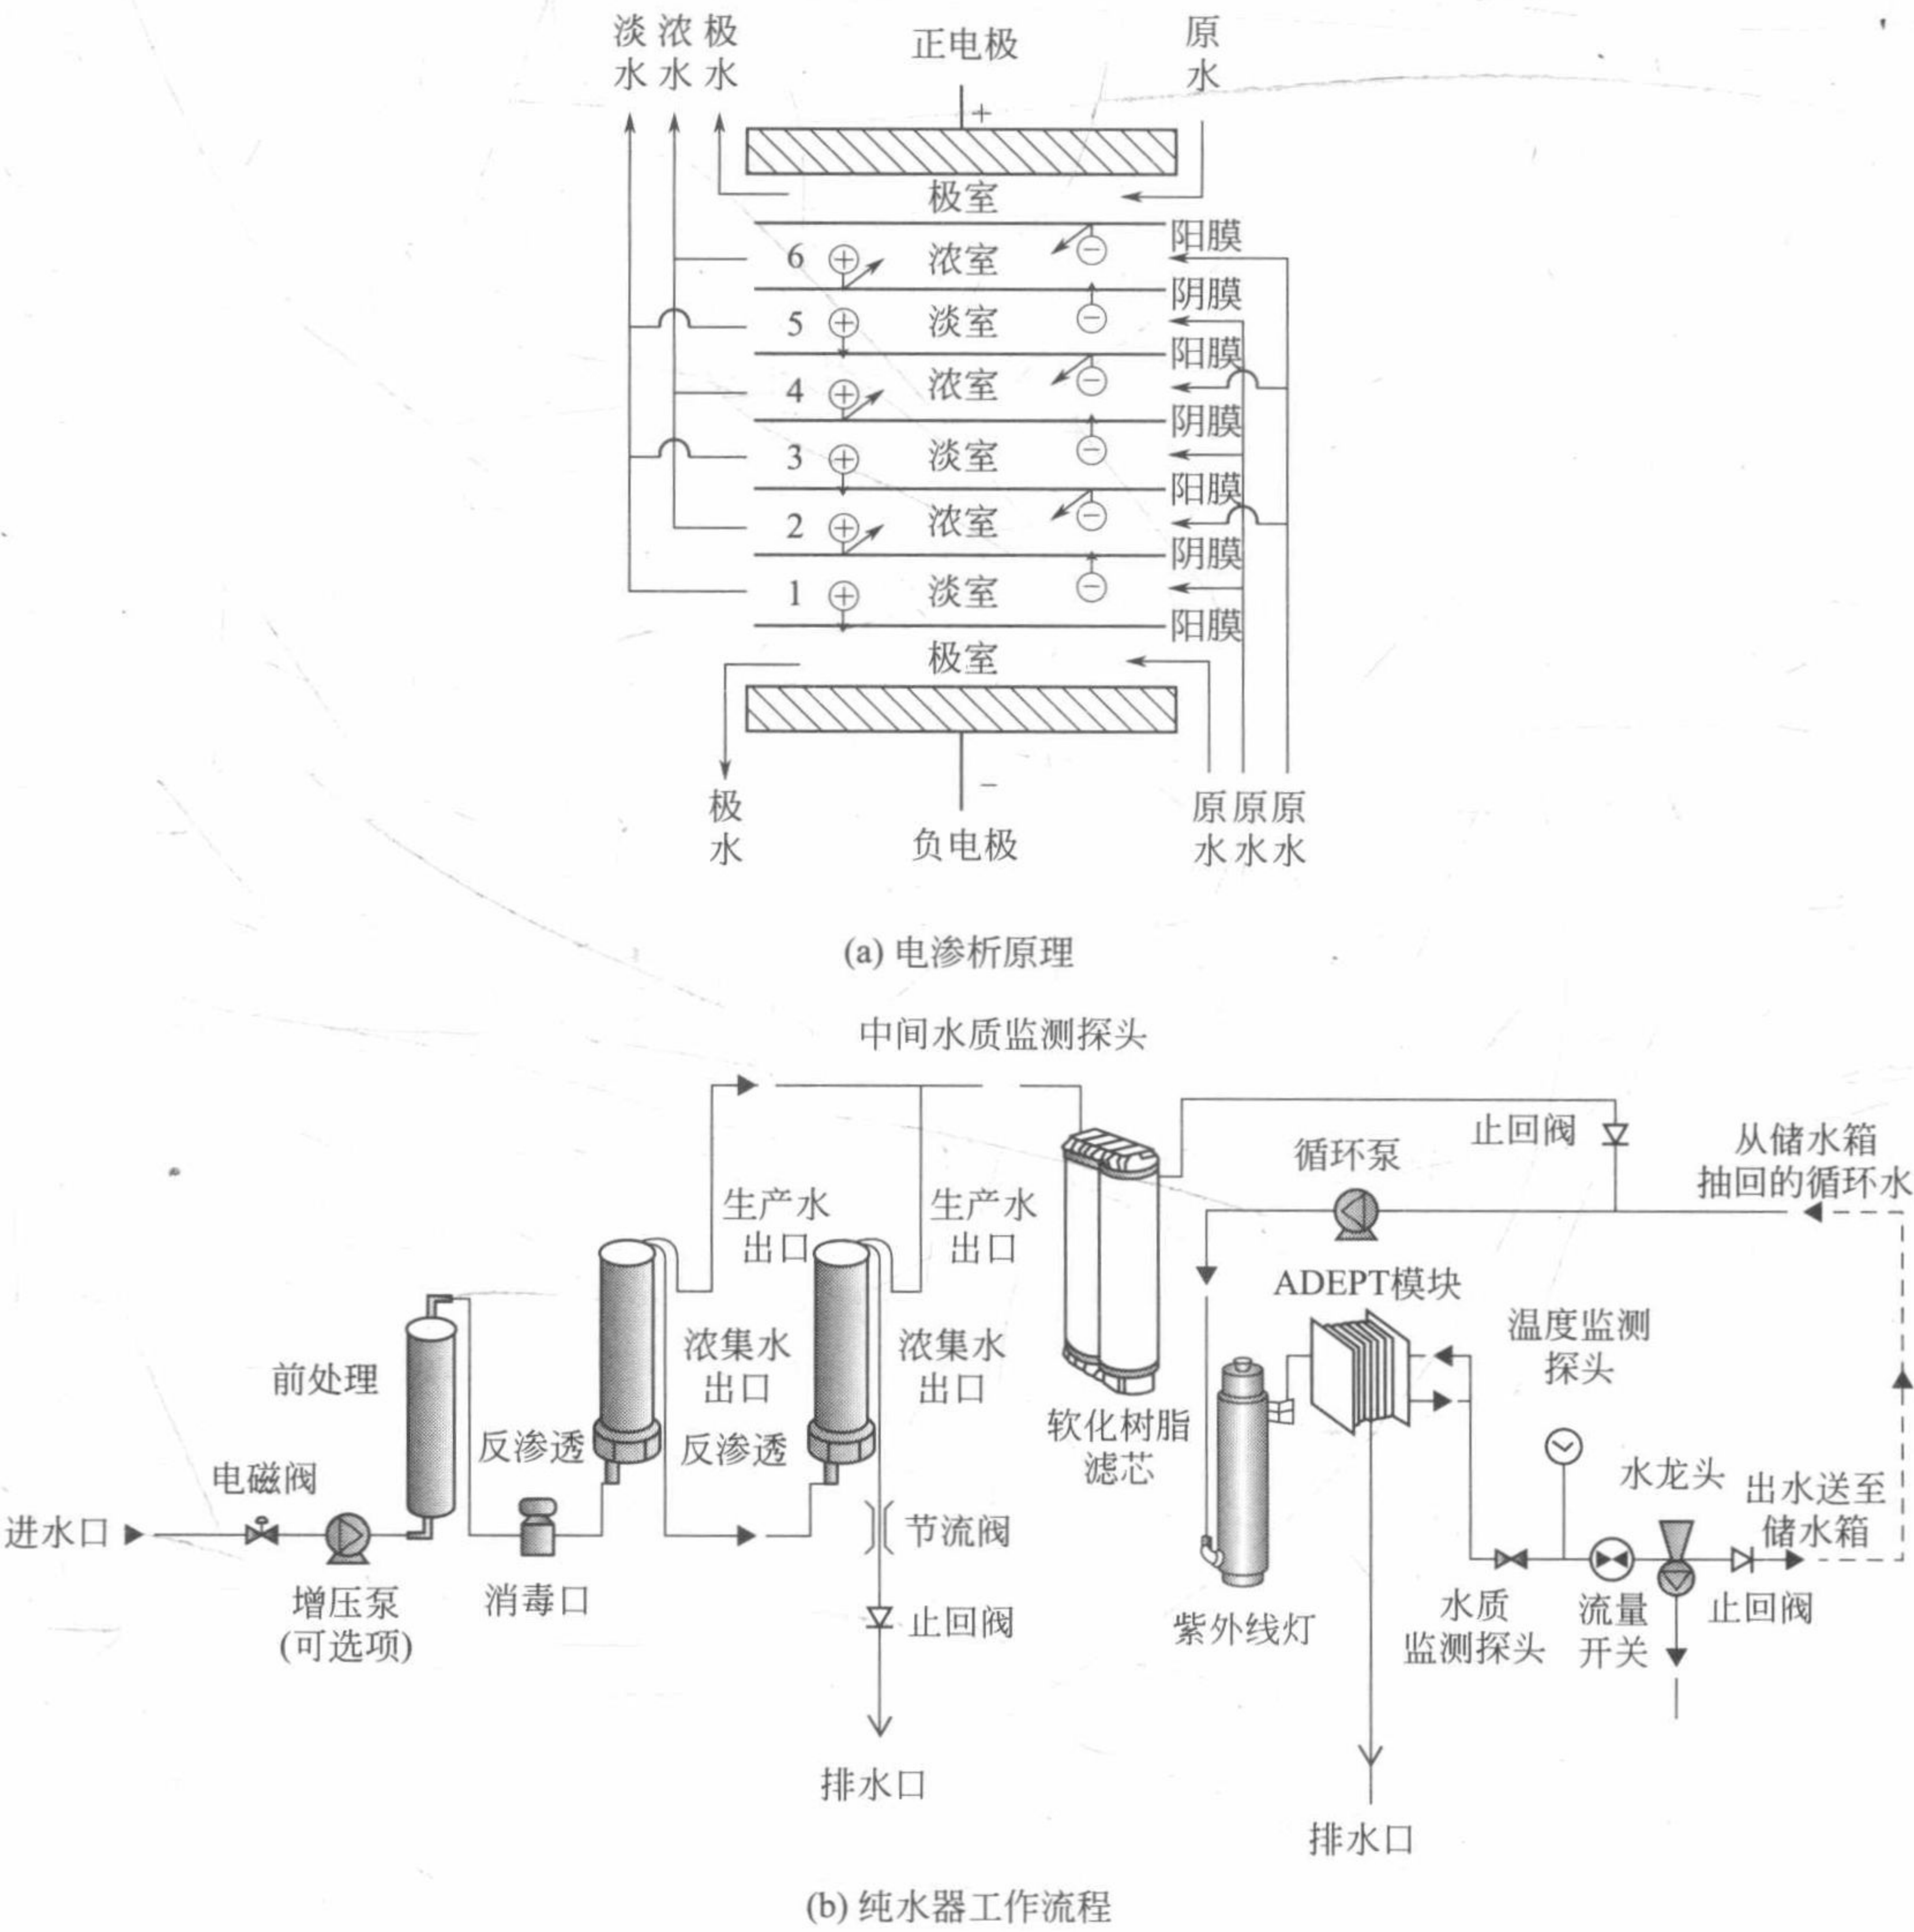 淡水
浓水
极水
正电极
原水
+
极室
阳膜
6
浓室
阴膜
5
淡室
阳膜
4
浓室
阴膜
3
淡室
阳膜
2
浓室
阴膜
1
淡室
阳膜
极室
−
极水
负电极
原水
原水
原水
(a) 电渗析原理
中间水质监测探头
止回阀
从储水箱
抽回的循环水
循环泵
生产水
出口
生产水
出口
ADEPT模块
温度监测
探头
前处理
浓集水
出口
浓集水
出口
反渗透
反渗透
软化树脂
滤芯
电磁阀
水龙头
出水送至
储水箱
进水口
节流阀
增压泵
(可选项)
消毒口
止回阀
紫外线灯
水质
监测探头
流量
开关
止回阀
排水口
排水口
(b) 纯水器工作流程